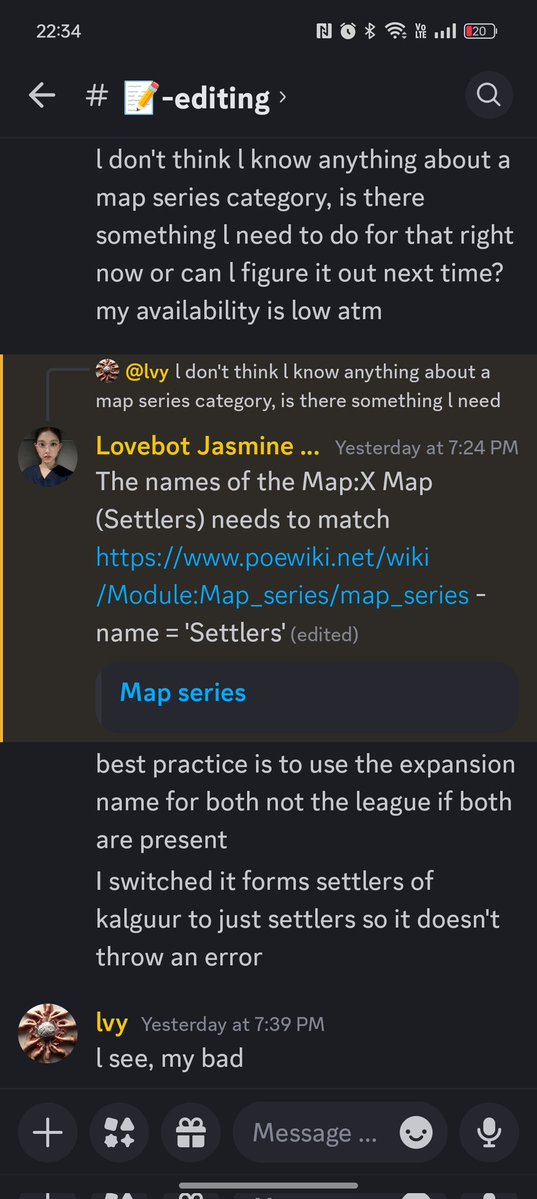 22:34
VoLTE
20
# 📝-editing ›
l don't think l know anything about a
map series category, is there
something l need to do for that right
now or can l figure it out next time?
my availability is low atm
@lvy l don't think l know anything about a
map series category, is there something l need
Lovebot Jasmine ... Yesterday at 7:24 PM
The names of the Map:X Map
(Settlers) needs to match
https://www.poewiki.net/wiki
/Module:Map_series/map_series -
name = 'Settlers' (edited)
Map series
best practice is to use the expansion
name for both not the league if both
are present
I switched it forms settlers of
kalguur to just settlers so it doesn't
throw an error
lvy Yesterday at 7:39 PM
l see, my bad
Message ...